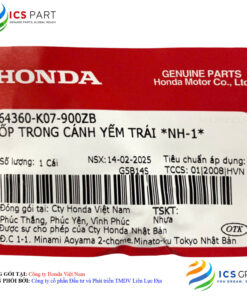 ICS PART
ICSPART.VN
HONDA
GENUINE PARTS
Honda Motor Co., Ltd.
64360-K07-900ZB
ỐP TRONG CÁNH YẾM TRÁI *NH-1*
Số lượng: 1 Cái
NSX: 14-02-2025
Tiêu chuẩn áp dụng:
G5B14S
TCCS: 01|2008|HVN
Đóng gói tại: Cty Honda Việt Nam
TSKT:
Phúc Thắng, Phúc Yên, Vĩnh Phúc
Nhựa
Được sự cho phép của Cty Honda Nhật Bản
Đ.C 1-1, Minami Aoyama 2-chome, Minato-ku Tokyo, Nhật Bản
OTK
ĐÓNG GÓI TẠI: Công ty Honda Việt Nam
PHÂN PHỐI BỞI: Công ty cổ phần Đầu tư và Phát triển TMDV Liên Lục Địa